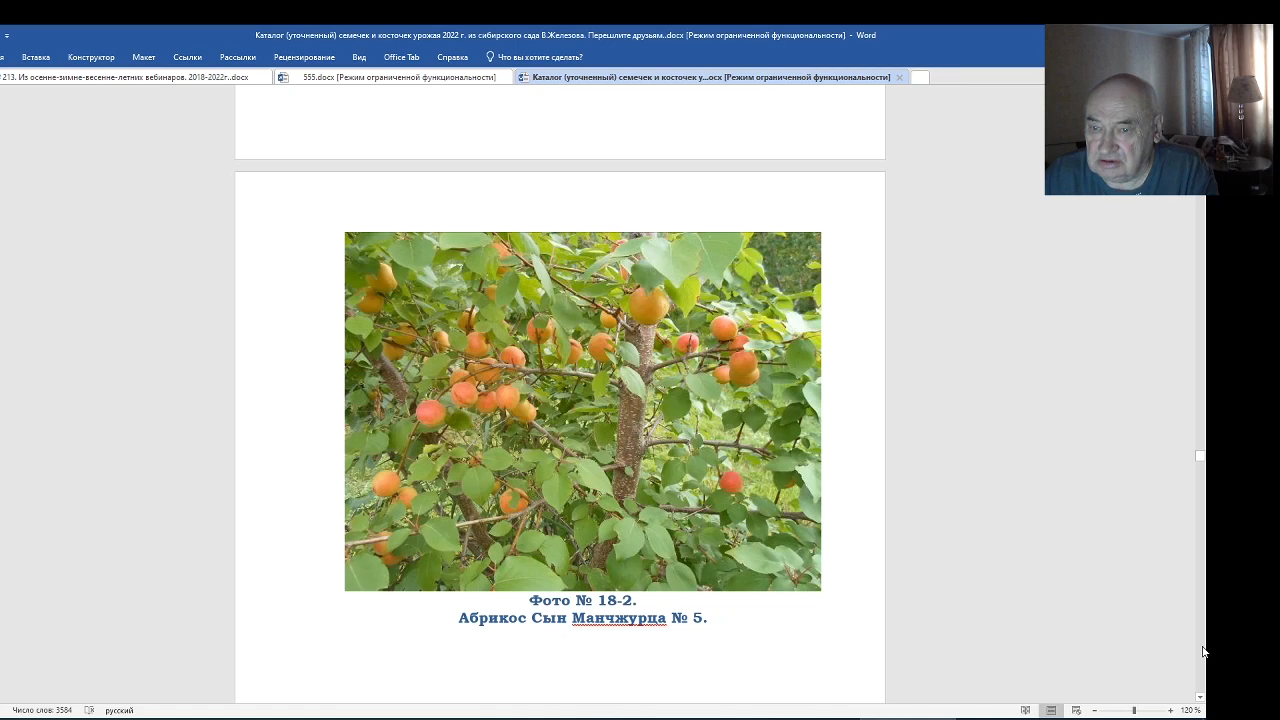 Каталог (уточненный) семечек и косточек урожая 2022 г. из сибирского сада В.Железова. Перешлите друзьям..docx [Режим ограниченной функциональности] - Word
я Вставка Конструктор Макет Ссылки Рассылки Рецензирование Вид Office Tab Справка Что вы хотите сделать?
213. Из осенне-зимне-весенне-летних вебинаров. 2018-2022г..docx 555.docx [Режим ограниченной функциональности] Каталог (уточненный) семечек и косточек у...ocx [Режим ограниченной функциональности]
Фото № 18-2.
Абрикос Сын Манчжурца № 5.
Число слов: 3584 русский 120 %